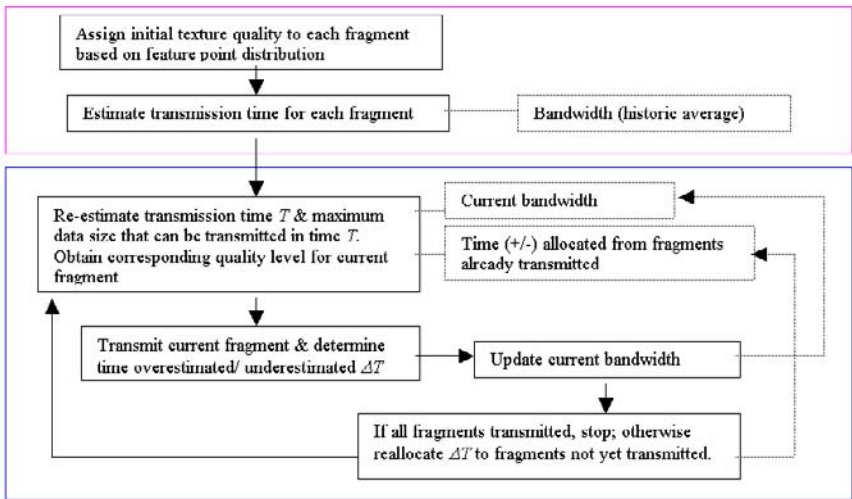 Assign initial texture quality to each fragment
based on feature point distribution
Estimate transmission time for each fragment
Bandwidth (historic average)
Re-estimate transmission time T & maximum
data size that can be transmitted in time T.
Obtain corresponding quality level for current
fragment
Current bandwidth
Time (+/-) allocated from fragments
already transmitted
Transmit current fragment & determine
time overestimated/ underestimated ΔT
Update current bandwidth
If all fragments transmitted, stop; otherwise
reallocate ΔT to fragments not yet transmitted.